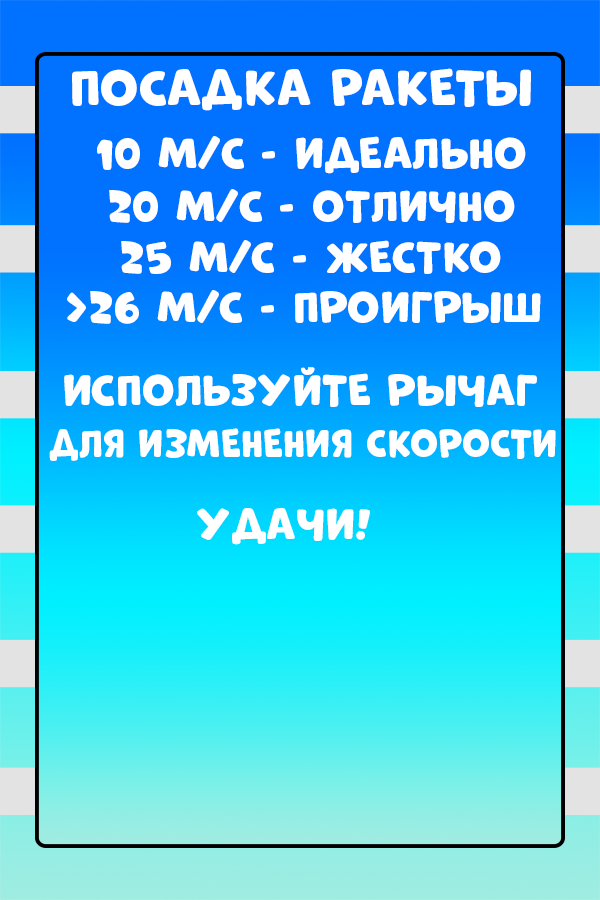 ПОСАДКА РАКЕТЫ
10 М/С - ИДЕАЛЬНО
20 М/С - ОТЛИЧНО
25 М/С - ЖЕСТКО
>26 М/С - ПРОИГРЫШ
ИСПОЛЬЗУЙТЕ РЫЧАГ
ДЛЯ ИЗМЕНЕНИЯ СКОРОСТИ
УДАЧИ!